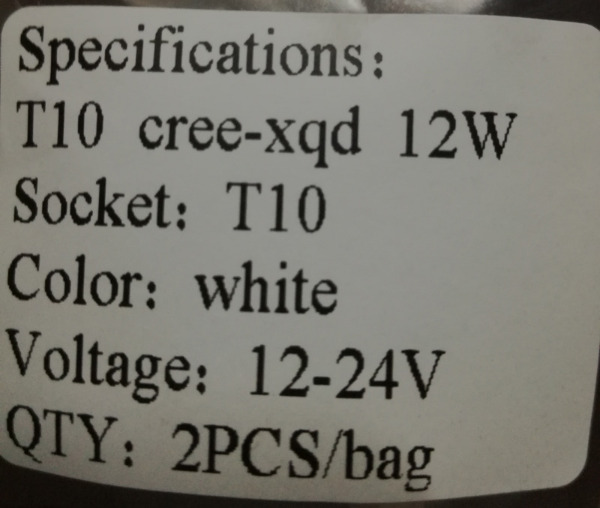 Specifications:
T10 cree-xqd 12W
Socket: T10
Color: white
Voltage: 12-24V
QTY: 2PCS/bag